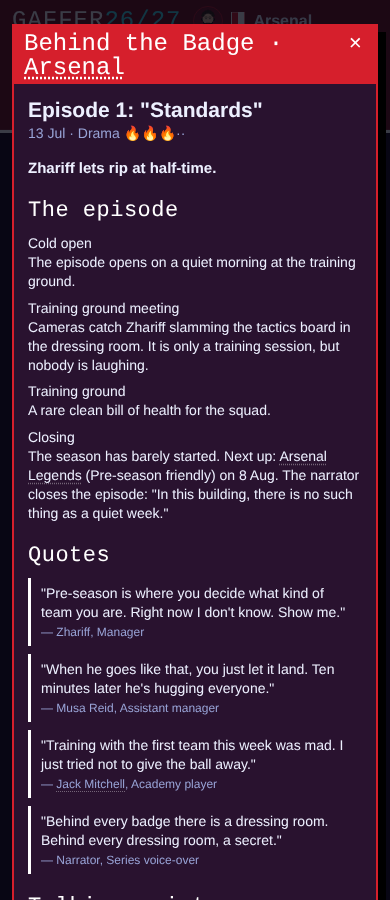 GAFFER26/27 Arsenal
Behind the Badge ·
Arsenal
×
Episode 1: "Standards"
13 Jul · Drama 🔥🔥🔥··
Zhariff lets rip at half-time.
The episode
Cold open
The episode opens on a quiet morning at the training
ground.
Training ground meeting
Cameras catch Zhariff slamming the tactics board in
the dressing room. It is only a training session, but
nobody is laughing.
Training ground
A rare clean bill of health for the squad.
Closing
The season has barely started. Next up: Arsenal
Legends (Pre-season friendly) on 8 Aug. The narrator
closes the episode: "In this building, there is no such
thing as a quiet week."
Quotes
"Pre-season is where you decide what kind of
team you are. Right now I don't know. Show me."
— Zhariff, Manager
"When he goes like that, you just let it land. Ten
minutes later he's hugging everyone."
— Musa Reid, Assistant manager
"Training with the first team this week was mad. I
just tried not to give the ball away."
— Jack Mitchell, Academy player
"Behind every badge there is a dressing room.
Behind every dressing room, a secret."
— Narrator, Series voice-over